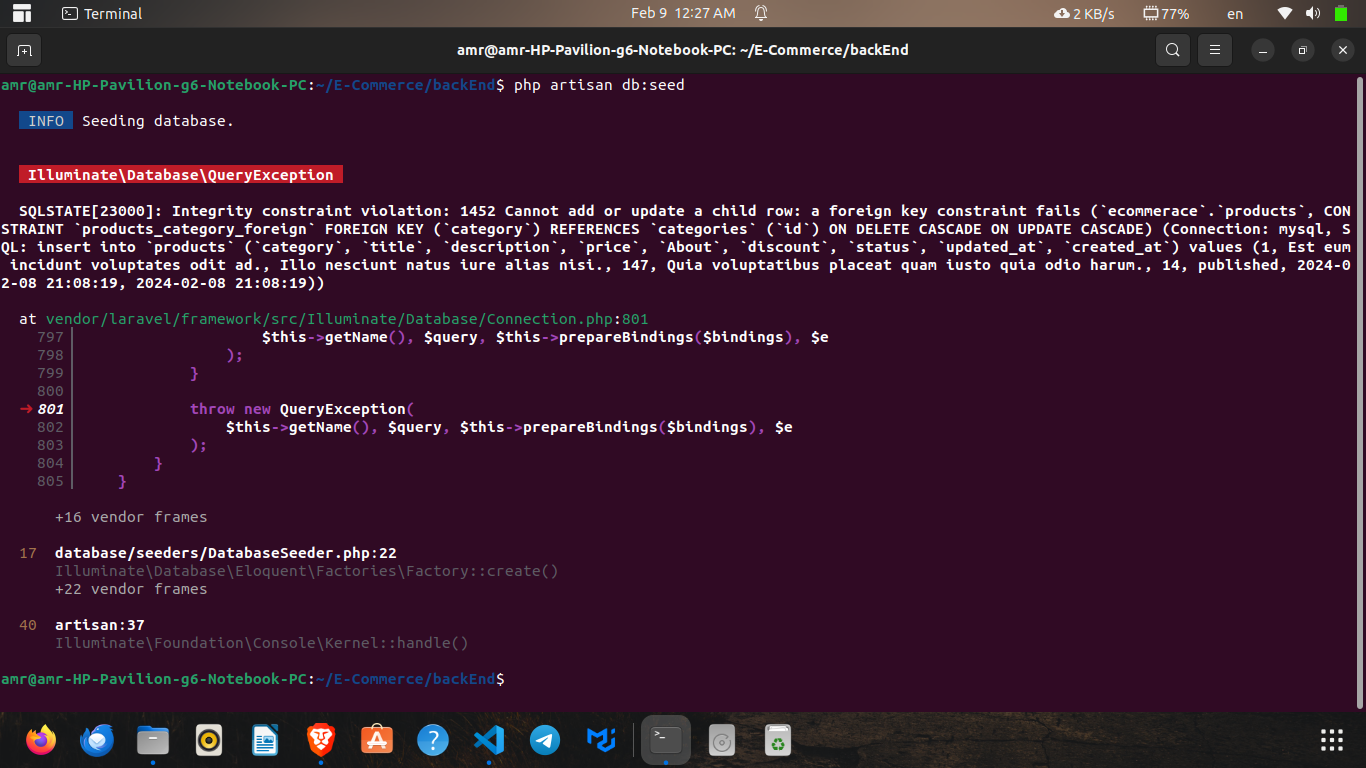 Terminal
Feb 9 12:27 AM
2 KB/s
77%
en
amr@amr-HP-Pavilion-g6-Notebook-PC: ~/E-Commerce/backEnd
amr@amr-HP-Pavilion-g6-Notebook-PC:~/E-Commerce/backEnd$ php artisan db:seed
INFO Seeding database.
Illuminate\Database\QueryException
SQLSTATE[23000]: Integrity constraint violation: 1452 Cannot add or update a child row: a foreign key constraint fails (`ecommerace`.`products`, CON
STRAINT `products_category_foreign` FOREIGN KEY (`category`) REFERENCES `categories` (`id`) ON DELETE CASCADE ON UPDATE CASCADE) (Connection: mysql, S
QL: insert into `products` (`category`, `title`, `description`, `price`, `About`, `discount`, `status`, `updated_at`, `created_at`) values (1, Est eum
incidunt voluptates odit ad., Illo nesciunt natus iure alias nisi., 147, Quia voluptatibus placeat quam iusto quia odio harum., 14, published, 2024-0
2-08 21:08:19, 2024-02-08 21:08:19))
at vendor/laravel/framework/src/Illuminate/Database/Connection.php:801
797 $this->getName(), $query, $this->prepareBindings($bindings), $e
798 );
799 }
800
➜ 801 throw new QueryException(
802 $this->getName(), $query, $this->prepareBindings($bindings), $e
803 );
804 }
805 }
+16 vendor frames
17 database/seeders/DatabaseSeeder.php:22
Illuminate\Database\Eloquent\Factories\Factory::create()
+22 vendor frames
40 artisan:37
Illuminate\Foundation\Console\Kernel::handle()
amr@amr-HP-Pavilion-g6-Notebook-PC:~/E-Commerce/backEnd$